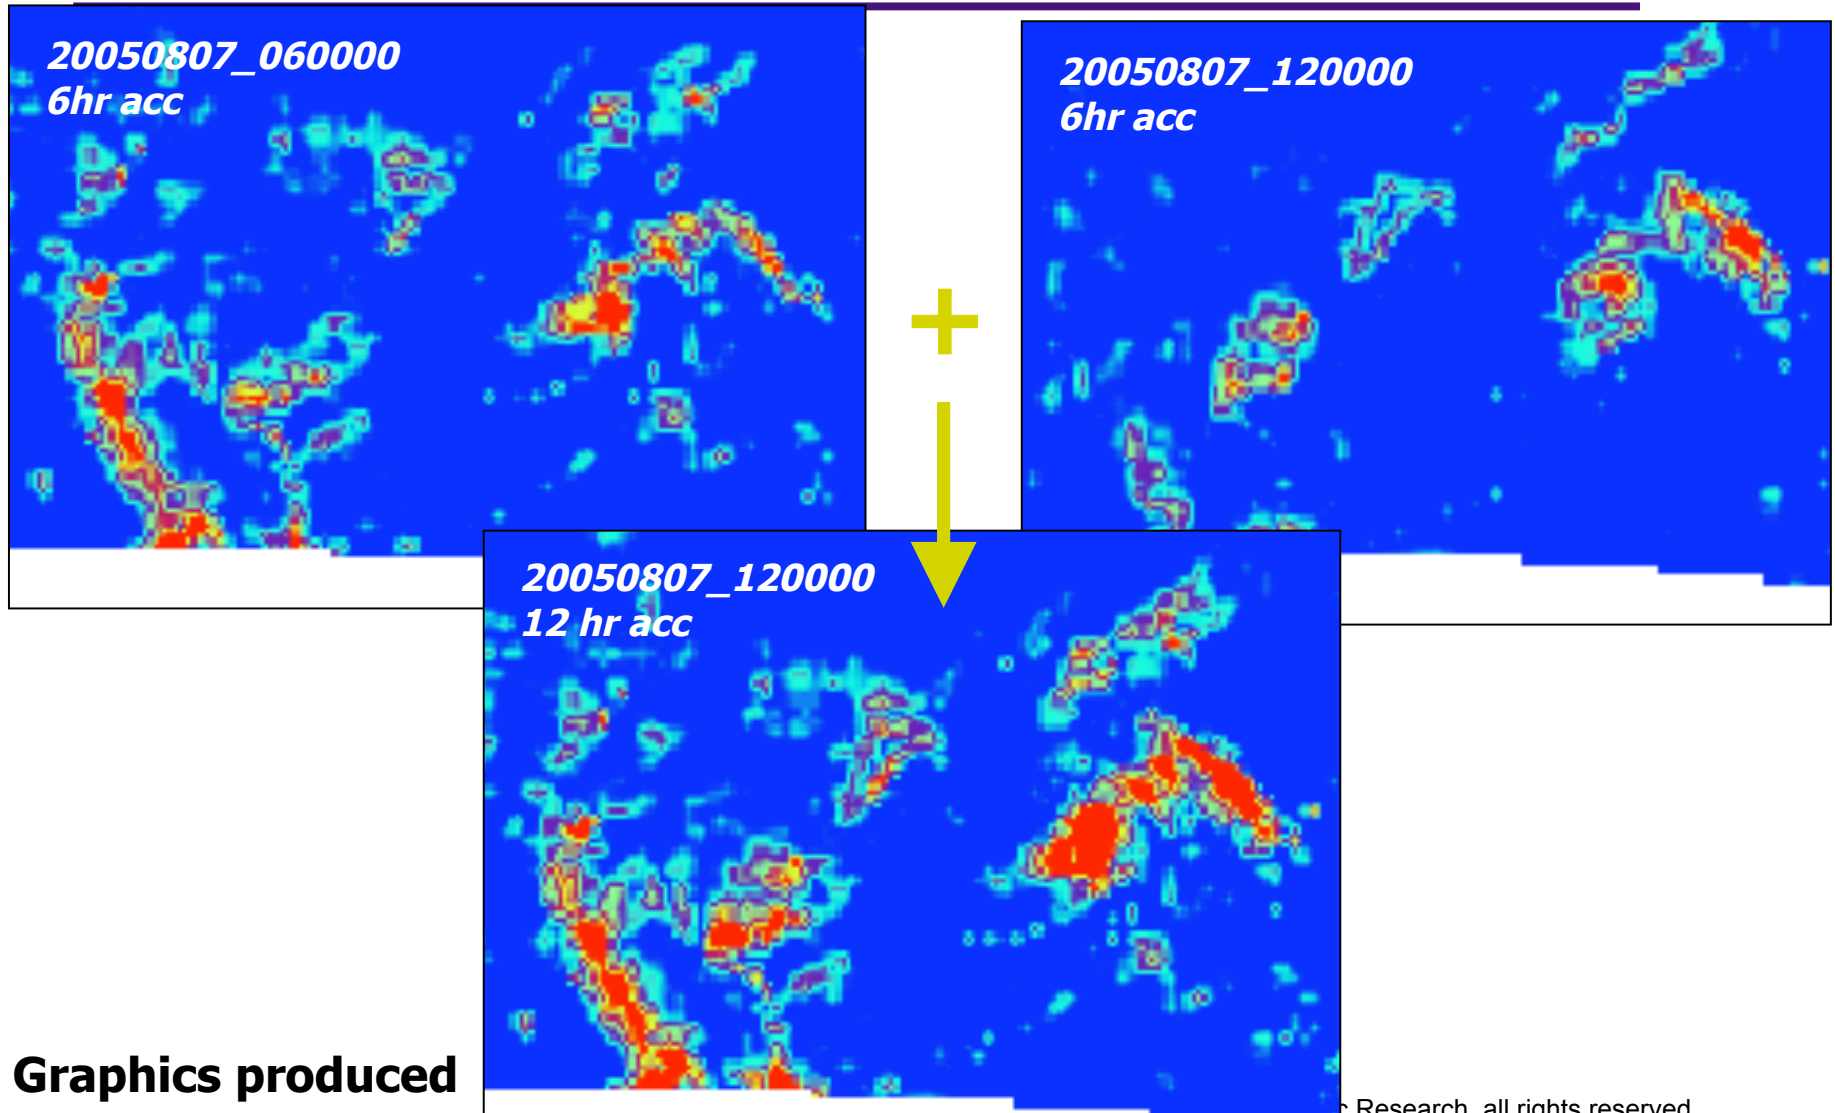 20050807_060000
6hr acc
20050807_120000
6hr acc
+
20050807_120000
12 hr acc
Graphics produced
Research, all rights reserved